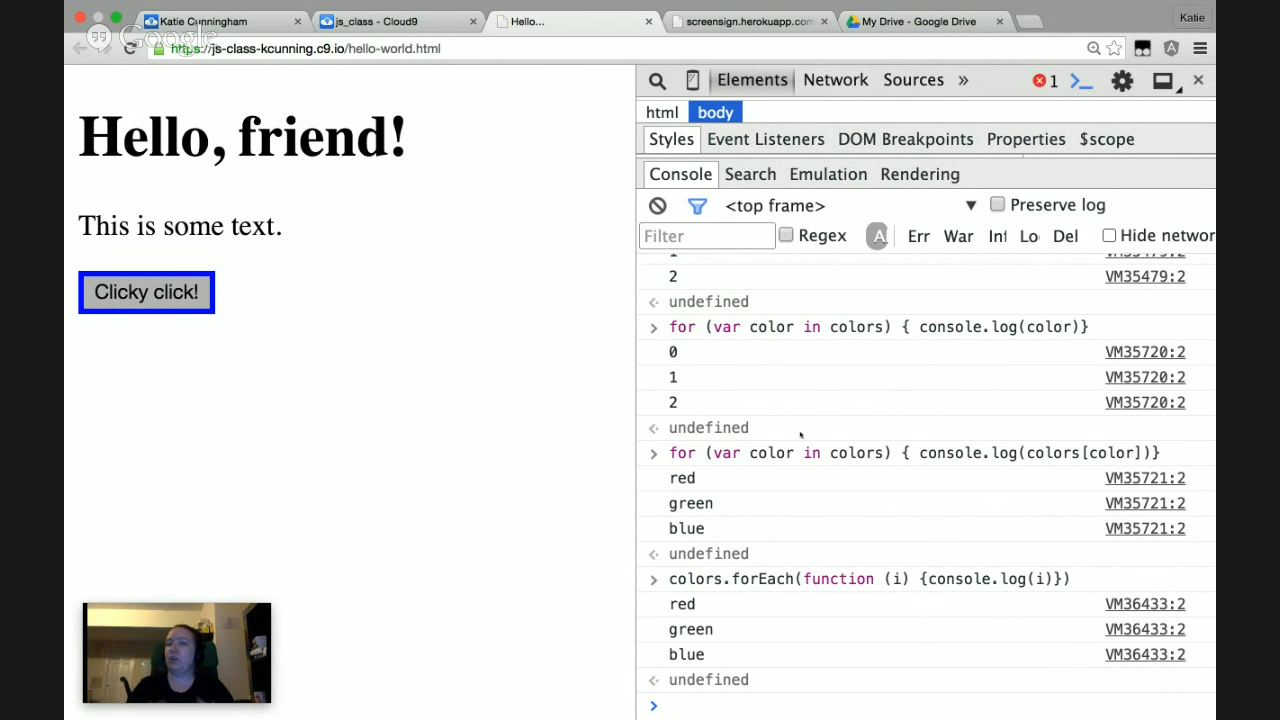 Katie Cunningham
js_class - Cloud9
Hello...
screensign.herokuapp.com
My Drive - Google Drive
Katie
Google
https://js-class-kcunning.c9.io/hello-world.html
Hello, friend!
This is some text.
Clicky click!
Elements Network Sources » 1
html body
Styles Event Listeners DOM Breakpoints Properties $scope
Console Search Emulation Rendering
<top frame> ▼ Preserve log
Filter Regex A Err War Inf Lo Del Hide networ
1 VM35479:2
2 VM35479:2
undefined
for (var color in colors) { console.log(color)}
0 VM35720:2
1 VM35720:2
2 VM35720:2
undefined
for (var color in colors) { console.log(colors[color])}
red VM35721:2
green VM35721:2
blue VM35721:2
undefined
colors.forEach(function (i) {console.log(i)})
red VM36433:2
green VM36433:2
blue VM36433:2
undefined